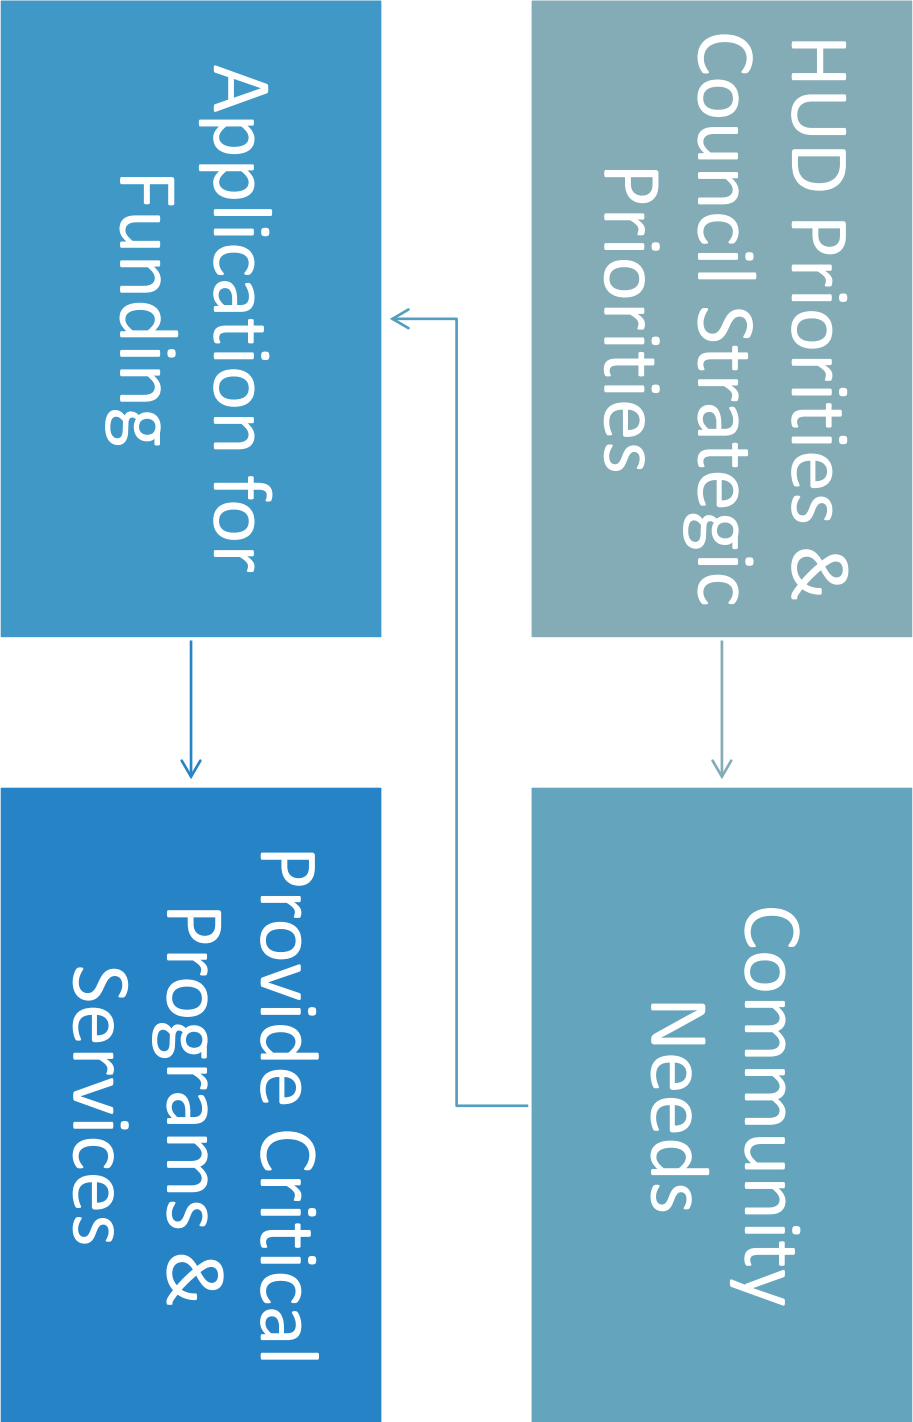 HUD Priorities &
Council Strategic
Priorities
Community
Needs
Application for
Funding
Provide Critical
Programs &
Services